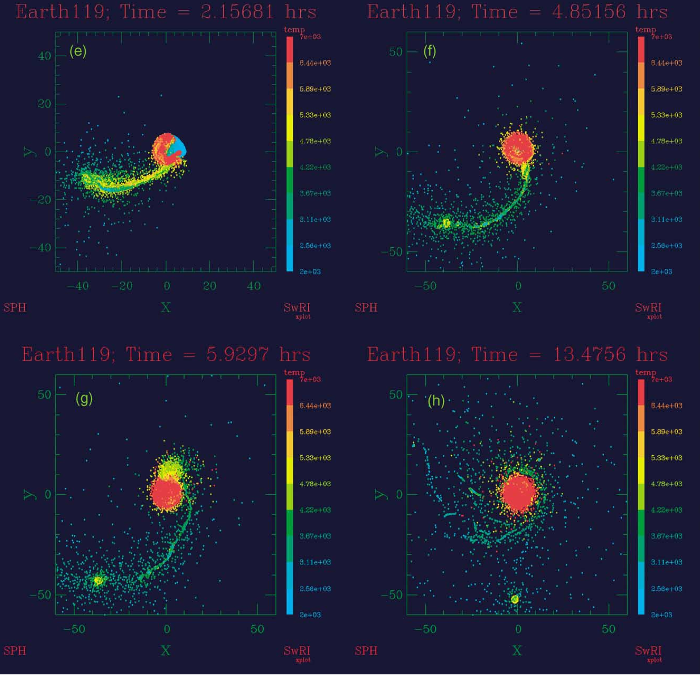 Earth119; Time = 2.15681 hrs
temp
(e)
40
20
0
−20
−40
y
−40 −20 0 20 40
X
7e+03
6.44e+03
5.89e+03
5.33e+03
4.78e+03
4.22e+03
3.67e+03
3.11e+03
2.56e+03
2e+03
SPH
SwRI
xplot
Earth119; Time = 4.85156 hrs
temp
(f)
50
0
−50
y
−50 0 50
X
7e+03
6.44e+03
5.89e+03
5.33e+03
4.78e+03
4.22e+03
3.67e+03
3.11e+03
2.56e+03
2e+03
SPH
SwRI
xplot
Earth119; Time = 5.9297 hrs
temp
(g)
50
0
−50
y
−50 0 50
X
7e+03
6.44e+03
5.89e+03
5.33e+03
4.78e+03
4.22e+03
3.67e+03
3.11e+03
2.56e+03
2e+03
SPH
SwRI
xplot
Earth119; Time = 13.4756 hrs
temp
(h)
50
0
−50
y
−50 0 50
X
7e+03
6.44e+03
5.89e+03
5.33e+03
4.78e+03
4.22e+03
3.67e+03
3.11e+03
2.56e+03
2e+03
SPH
SwRI
xplot